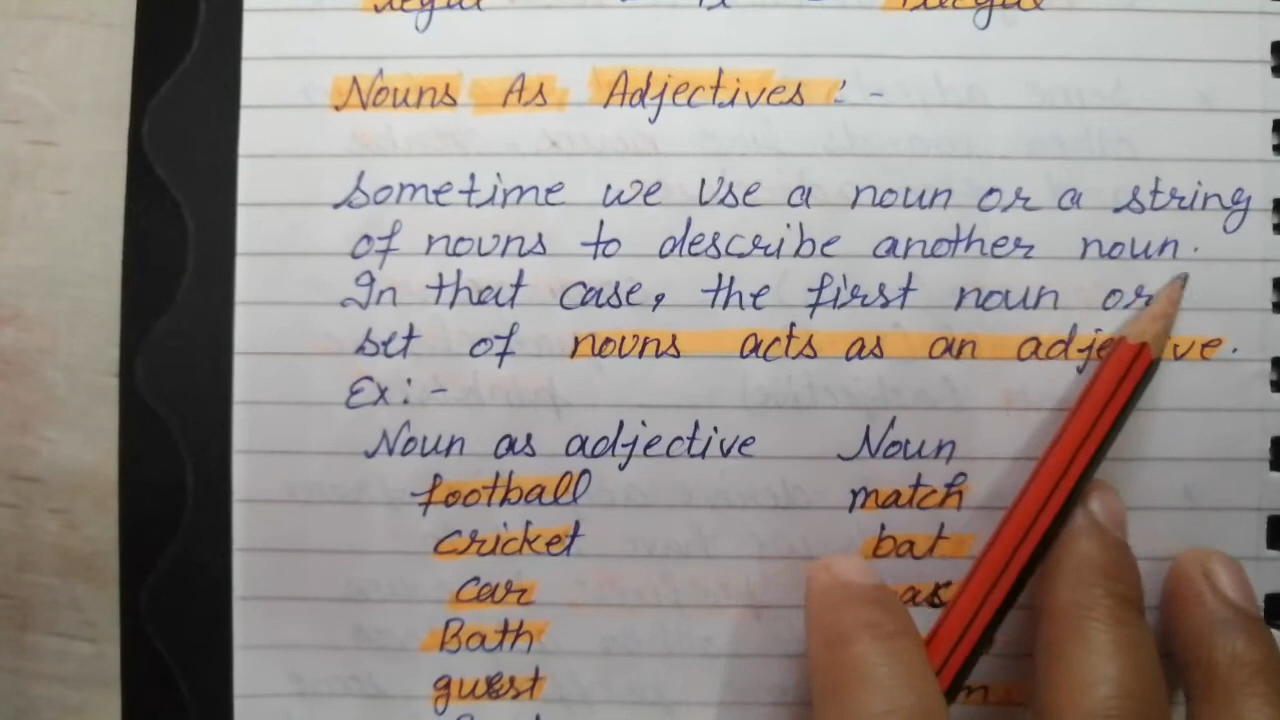 Nouns As Adjectives :-
Sometime we use a noun or a string
of nouns to describe another noun.
In that case, the first noun or
set of nouns acts as an
Ex:-
Noun as adjective Noun
football match
cricket bat
car
Bath
guest